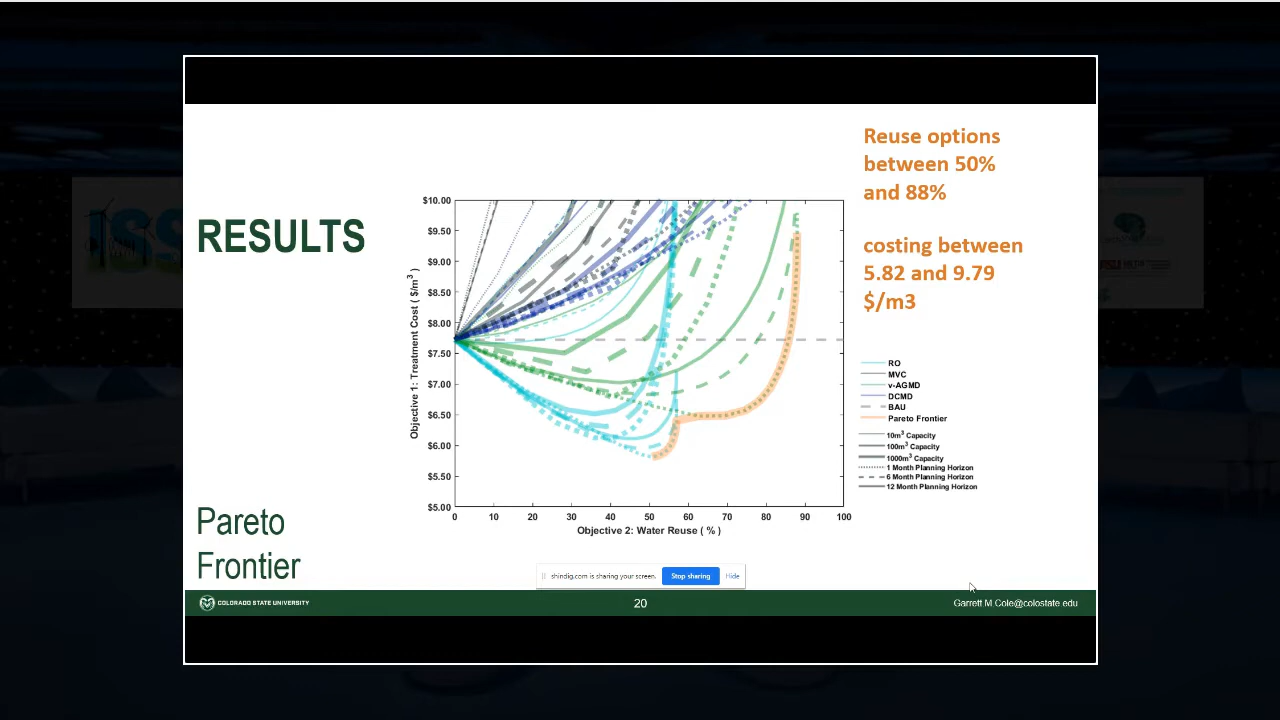 Reuse options
between 50%
and 88%
costing between
5.82 and 9.79
$/m3
RESULTS
Pareto
Frontier
$10.00
$9.50
$9.00
$8.50
$8.00
$7.50
$7.00
$6.50
$6.00
$5.50
$5.00
Objective 1: Treatment Cost ( $/m³ )
0 10 20 30 40 50 60 70 80 90 100
Objective 2: Water Reuse ( % )
RO
MVC
v-AGMD
DCMD
BAU
Pareto Frontier
10m³ Capacity
100m³ Capacity
1000m³ Capacity
1 Month Planning Horizon
6 Month Planning Horizon
12 Month Planning Horizon
shindig.com is sharing your screen. Stop sharing Hide
COLORADO STATE UNIVERSITY 20 Garrett.M.Cole@colostate.edu